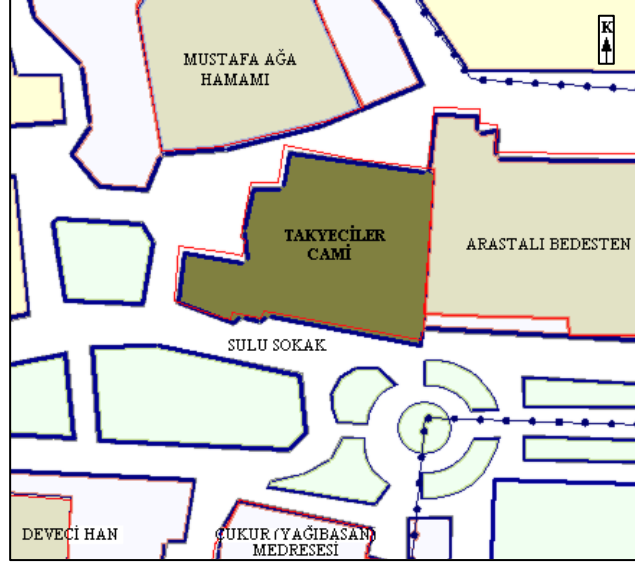 K
MUSTAFA AĞA
HAMAMI
TAKYECİLER
CAMİ
ARASTALI BEDESTEN
SULU SOKAK
DEVECİ HAN
ÇUKUR (YAĞIBASAN)
MEDRESESİ